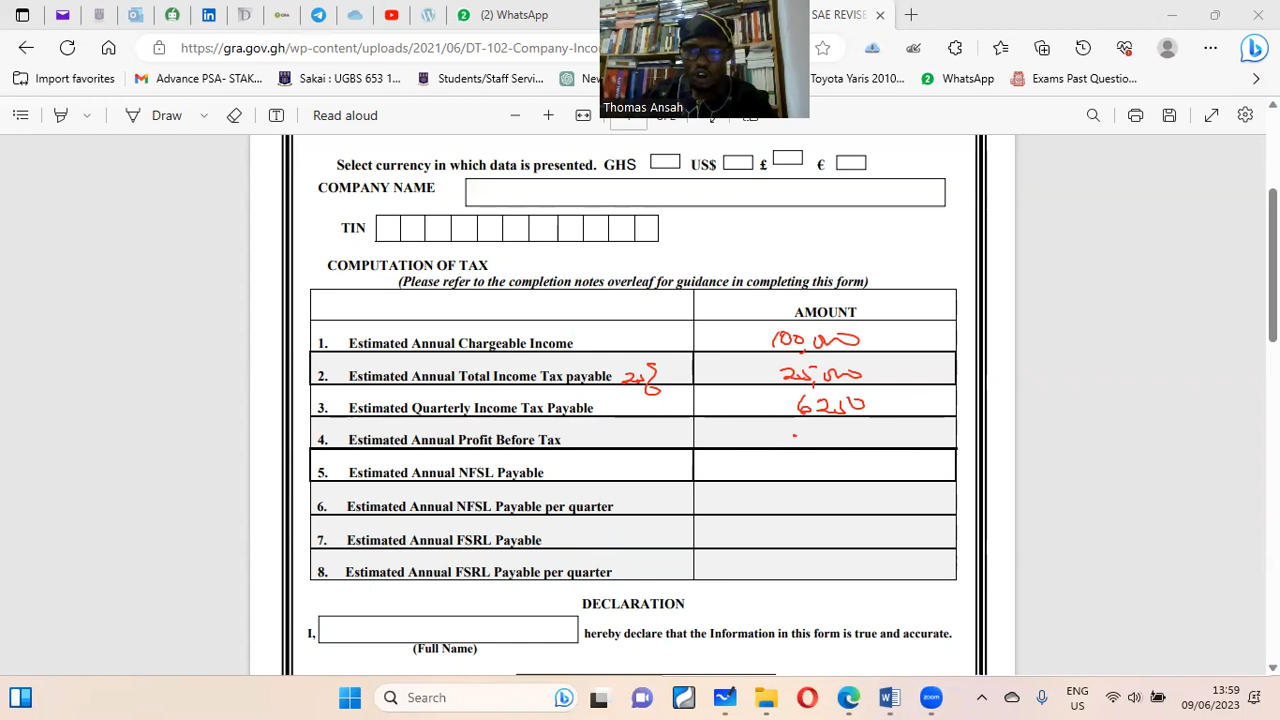 (2) WhatsApp
SAE REVISE
https://gra.gov.gh/wp-content/uploads/2021/06/DT-102-Company-Inco
Import favorites
Advance PSA- STAK...
Sakai : UGBS 653 1...
Students/Staff Servi...
New
Toyota Yaris 2010...
WhatsApp
Exams Past Questio...
Thomas Ansah
Draw
Read aloud
Select currency in which data is presented. GHS US$ £ €
COMPANY NAME
TIN
COMPUTATION OF TAX
(Please refer to the completion notes overleaf for guidance in completing this form)
AMOUNT
1. Estimated Annual Chargeable Income 100,000
2. Estimated Annual Total Income Tax payable 25% 25,000
3. Estimated Quarterly Income Tax Payable 6250
4. Estimated Annual Profit Before Tax
5. Estimated Annual NFSL Payable
6. Estimated Annual NFSL Payable per quarter
7. Estimated Annual FSRL Payable
8. Estimated Annual FSRL Payable per quarter
DECLARATION
I, hereby declare that the Information in this form is true and accurate.
(Full Name)
Search
ENG
US
13:59
09/06/2023